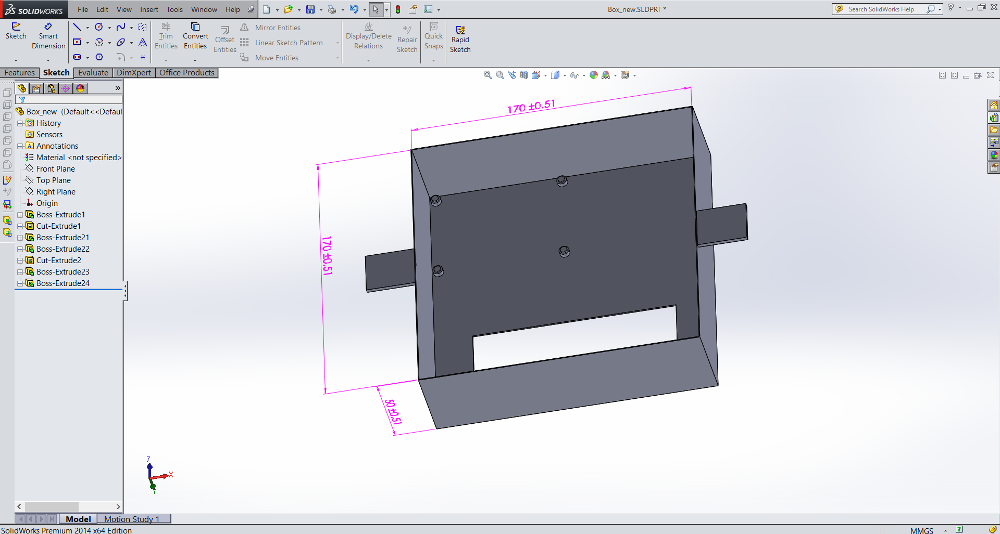 SOLIDWORKS File Edit View Insert Tools Window Help Box_new.SLDPRT * Search SolidWorks Help
Sketch Smart Dimension Trim Entities Convert Entities Offset Entities Mirror Entities Linear Sketch Pattern Move Entities Display/Delete Relations Repair Sketch Quick Snaps Rapid Sketch
Features Sketch Evaluate DimXpert Office Products
Box_new (Default<<Defaul
History
Sensors
Annotations
Material <not specified>
Front Plane
Top Plane
Right Plane
Origin
Boss-Extrude1
Cut-Extrude1
Boss-Extrude21
Boss-Extrude22
Cut-Extrude2
Boss-Extrude23
Boss-Extrude24
170 ±0.51
170 ±0.51
50 ±0.51
Z
X
Y
Model Motion Study 1
SolidWorks Premium 2014 x64 Edition MMGS